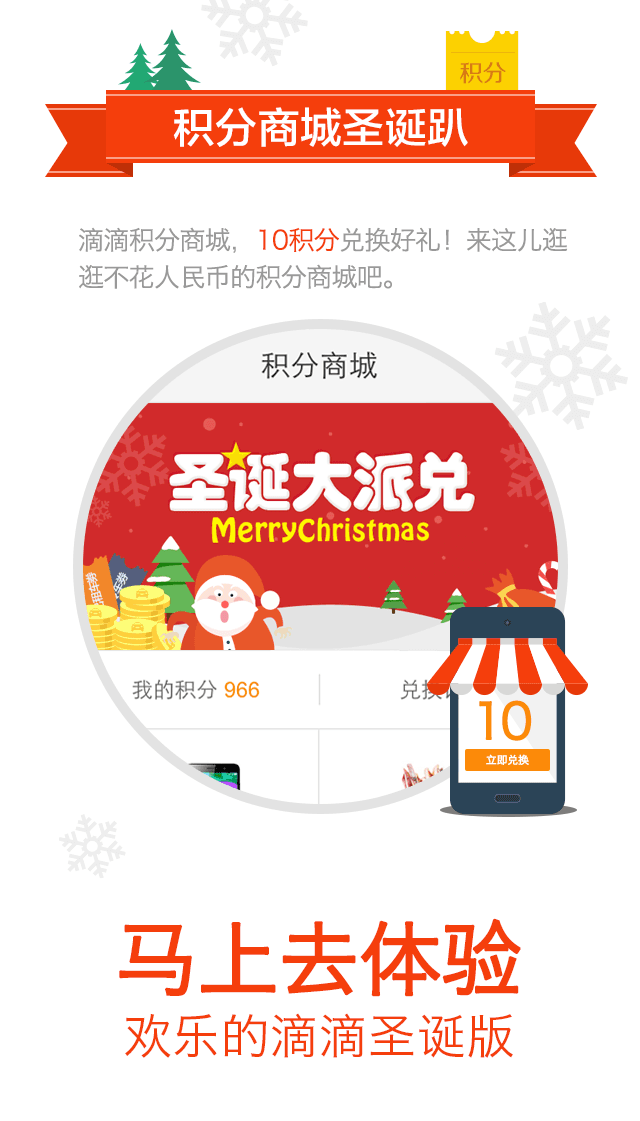 积分
积分商城圣诞趴
滴滴积分商城，10积分兑换好礼！来这儿逛
逛不花人民币的积分商城吧。
积分商城
圣诞大派兑
MerryChristmas
我的积分 966
兑换
10
立即兑换
马上去体验
欢乐的滴滴圣诞版